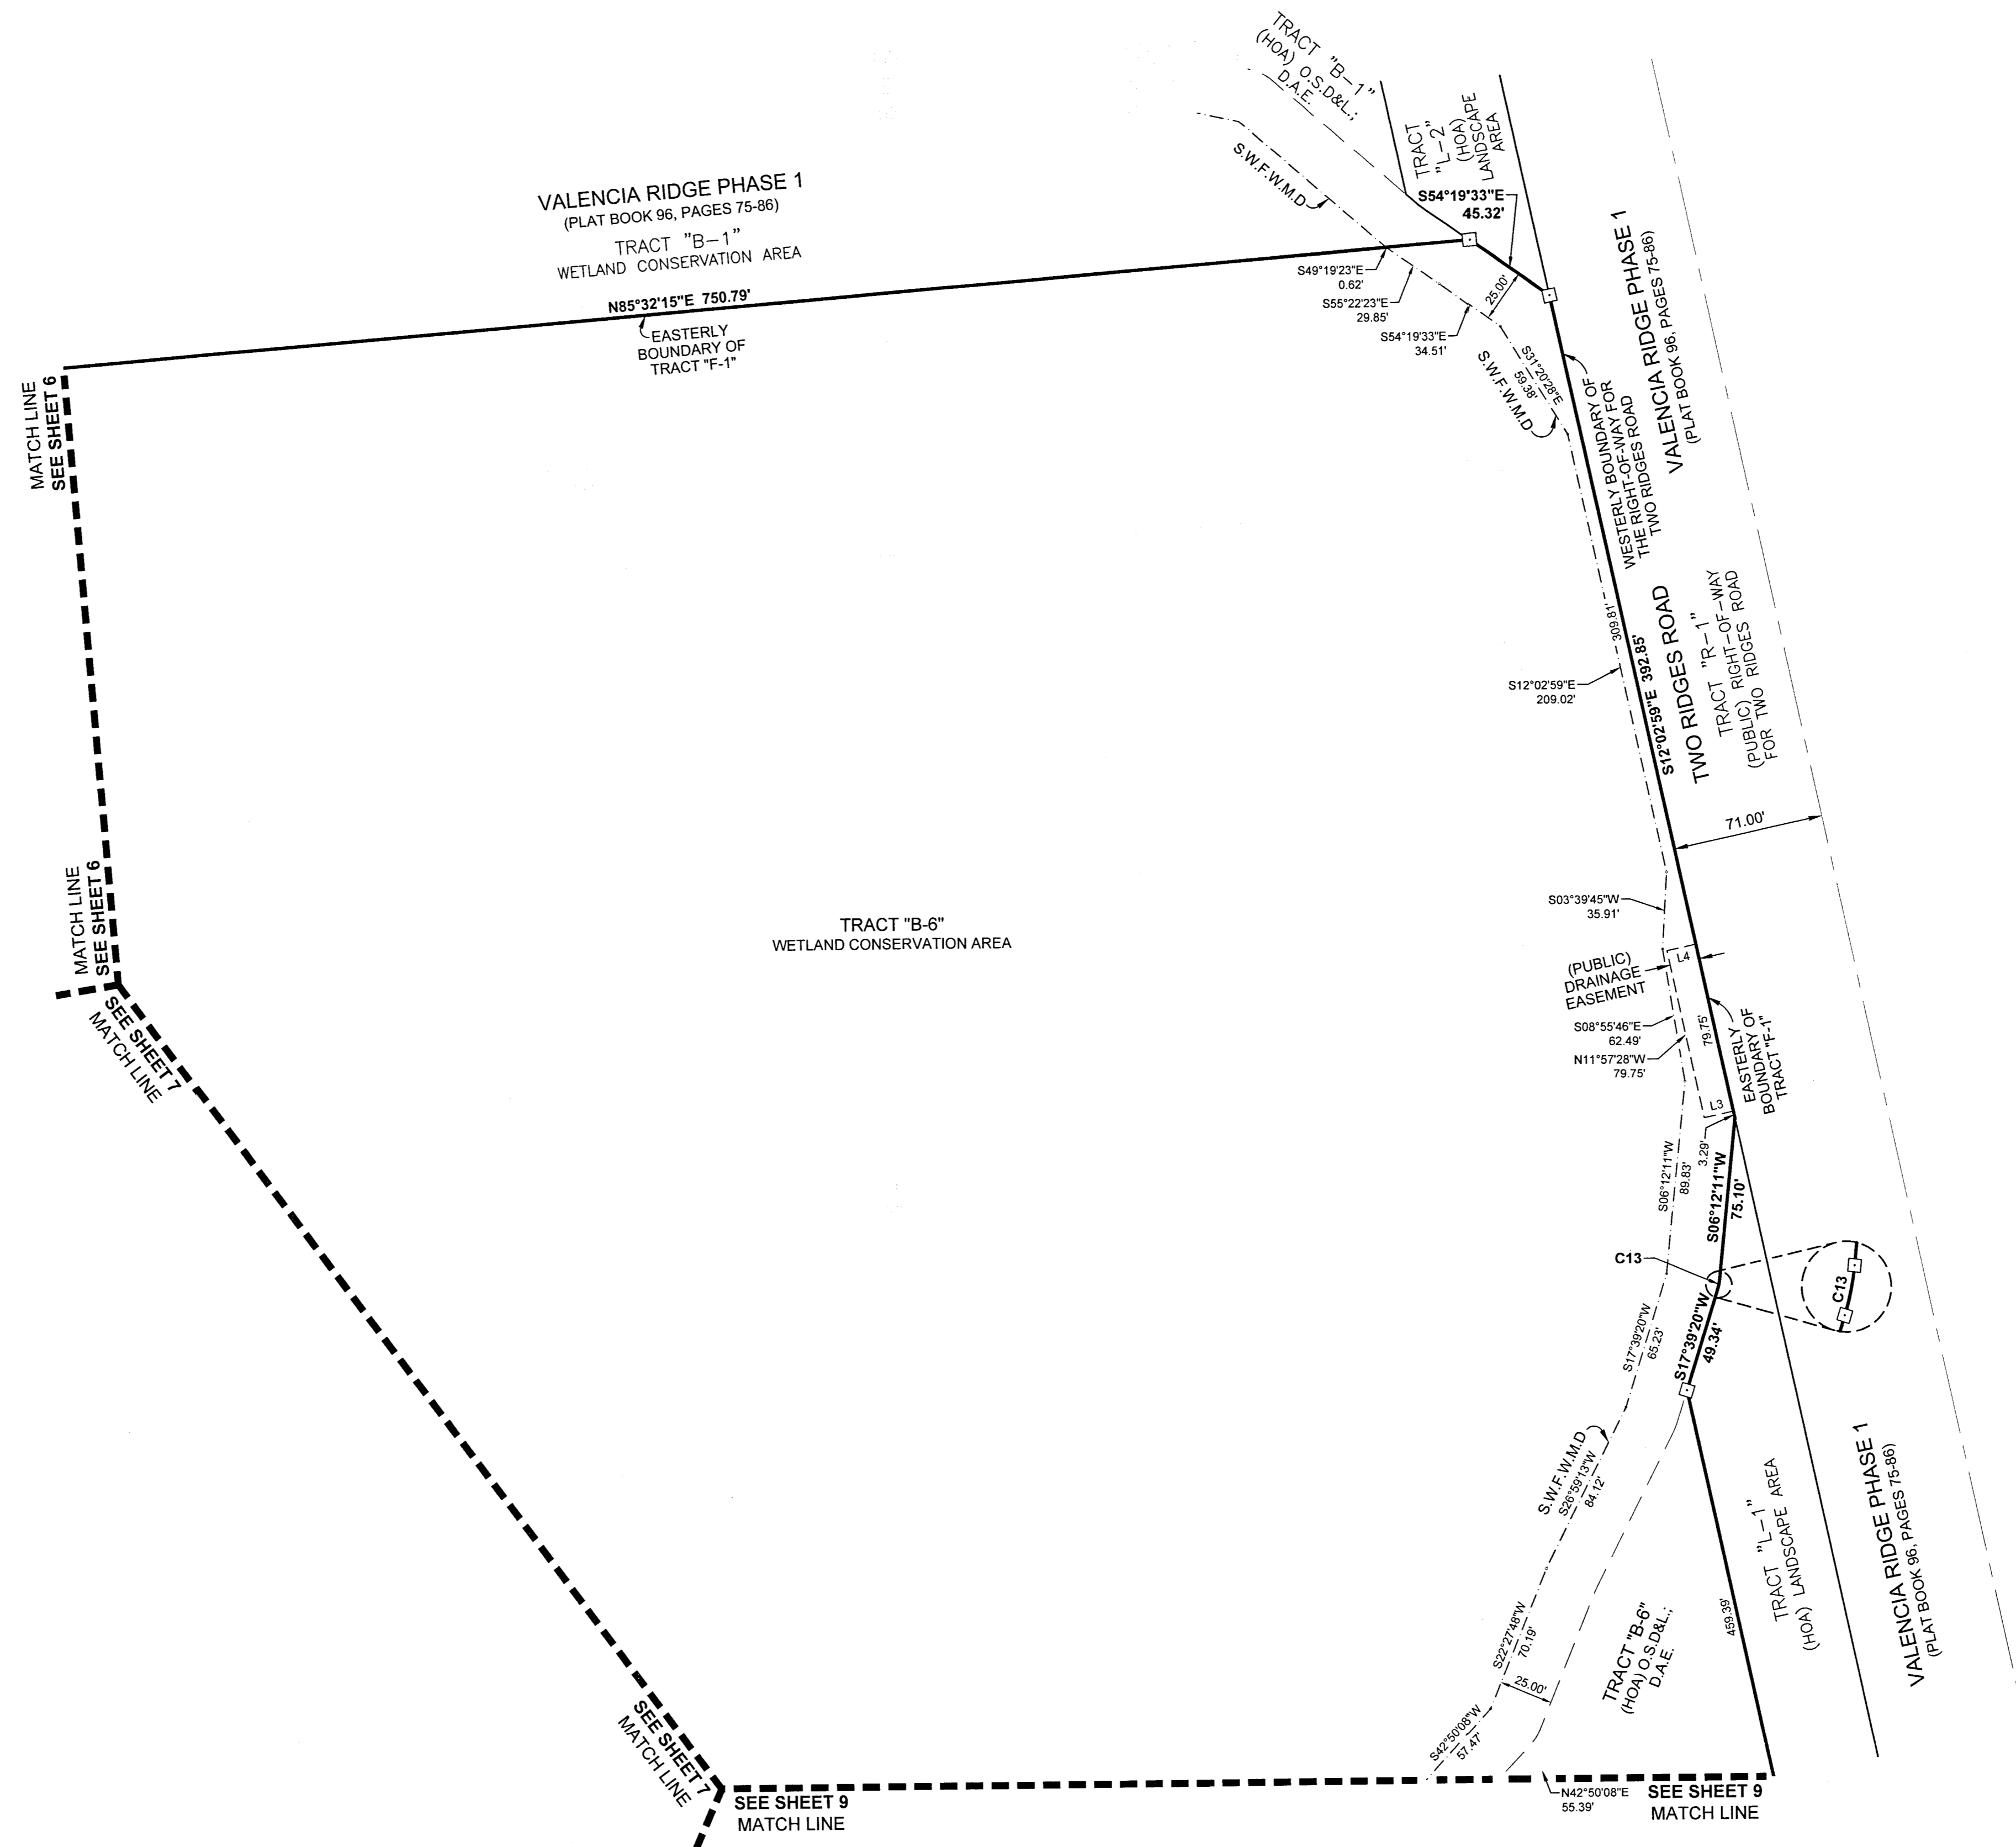 TRACT "B-1"
(HOA) O.S.D&L.;
D.A.E.
TRACT
"L-2"
(HOA)
LANDSCAPE
AREA
S.W.F.W.M.D
S54°19'33"E
45.32'
VALENCIA RIDGE PHASE 1
(PLAT BOOK 96, PAGES 75-86)
TRACT "B-1"
WETLAND CONSERVATION AREA
N85°32'15"E 750.79'
EASTERLY
BOUNDARY OF
TRACT "F-1"
S49°19'23"E
0.62'
S55°22'23"E
29.85'
S54°19'33"E
34.51'
25.00'
S31°20'28"E
59.38'
S.W.F.W.M.D
WESTERLY BOUNDARY OF
THE RIGHT-OF-WAY FOR
TWO RIDGES ROAD
VALENCIA RIDGE PHASE 1
(PLAT BOOK 96, PAGES 75-86)
MATCH LINE
SEE SHEET 6
309.81'
S12°02'59"E 392.85'
TWO RIDGES ROAD
TRACT "R-1"
(PUBLIC) RIGHT-OF-WAY
FOR TWO RIDGES ROAD
S12°02'59"E
209.02'
71.00'
MATCH LINE
SEE SHEET 6
SEE SHEET 7
MATCH LINE
TRACT "B-6"
WETLAND CONSERVATION AREA
S03°39'45"W
35.91'
(PUBLIC)
DRAINAGE
EASEMENT
L4
S08°55'46"E
62.49'
N11°57'28"W
79.75'
79.75'
EASTERLY
BOUNDARY OF
TRACT "F-1"
L3
3.29'
S06°12'11"W
89.83'
S06°12'11"W
75.10'
C13
C13
S17°39'20"W
65.23'
S17°39'20"W
49.34'
S.W.F.W.M.D
S26°59'13"W
84.12'
TRACT "L-1"
(HOA) LANDSCAPE AREA
VALENCIA RIDGE PHASE 1
(PLAT BOOK 96, PAGES 75-86)
459.39'
S22°27'48"W
70.19'
25.00'
TRACT "B-6"
(HOA) O.S.D&L.;
D.A.E.
S42°50'08"W
57.47'
SEE SHEET 7
MATCH LINE
SEE SHEET 9
MATCH LINE
N42°50'08"E
55.39'
SEE SHEET 9
MATCH LINE